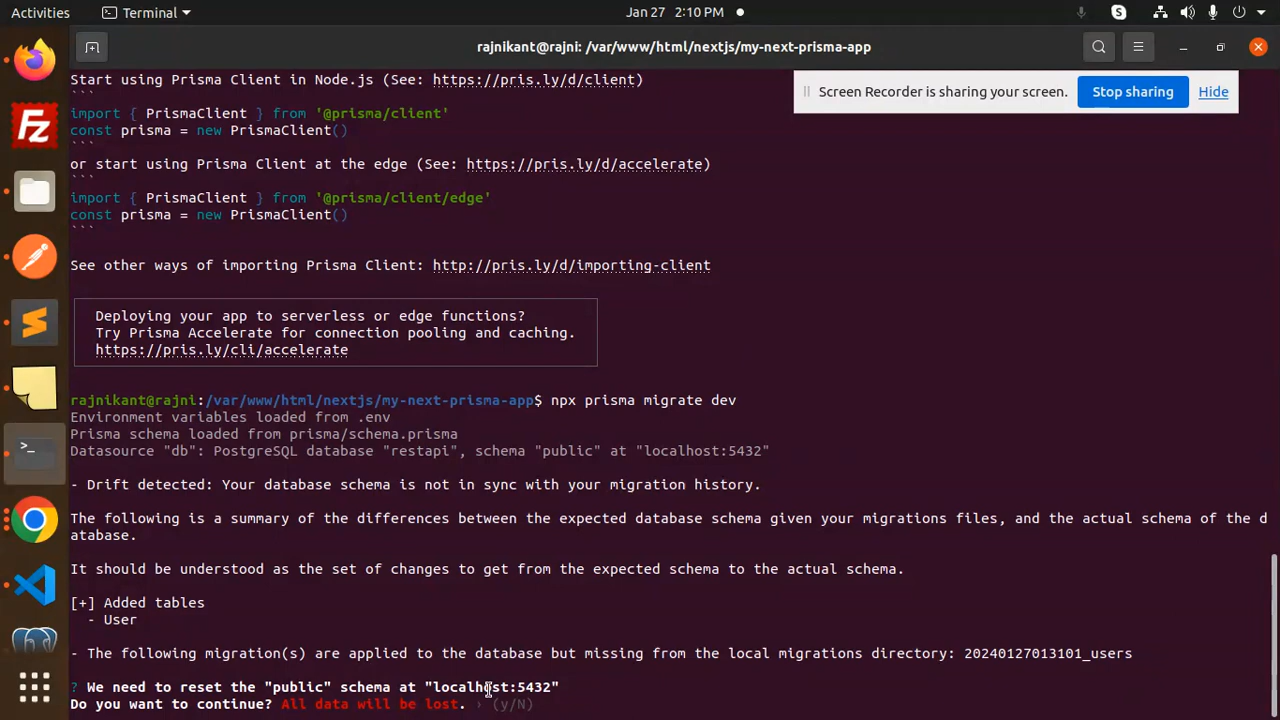 Activities Terminal Jan 27 2:10 PM
rajnikant@rajni: /var/www/html/nextjs/my-next-prisma-app
Screen Recorder is sharing your screen. Stop sharing Hide
Start using Prisma Client in Node.js (See: https://pris.ly/d/client)
```
import { PrismaClient } from '@prisma/client'
const prisma = new PrismaClient()
```
or start using Prisma Client at the edge (See: https://pris.ly/d/accelerate)
```
import { PrismaClient } from '@prisma/client/edge'
const prisma = new PrismaClient()
```
See other ways of importing Prisma Client: http://pris.ly/d/importing-client
Deploying your app to serverless or edge functions?
Try Prisma Accelerate for connection pooling and caching.
https://pris.ly/cli/accelerate
rajnikant@rajni:/var/www/html/nextjs/my-next-prisma-app$ npx prisma migrate dev
Environment variables loaded from .env
Prisma schema loaded from prisma/schema.prisma
Datasource "db": PostgreSQL database "restapi", schema "public" at "localhost:5432"
- Drift detected: Your database schema is not in sync with your migration history.
The following is a summary of the differences between the expected database schema given your migrations files, and the actual schema of the d
atabase.
It should be understood as the set of changes to get from the expected schema to the actual schema.
[+] Added tables
- User
- The following migration(s) are applied to the database but missing from the local migrations directory: 20240127013101_users
? We need to reset the "public" schema at "localhost:5432"
Do you want to continue? All data will be lost. › (y/N)